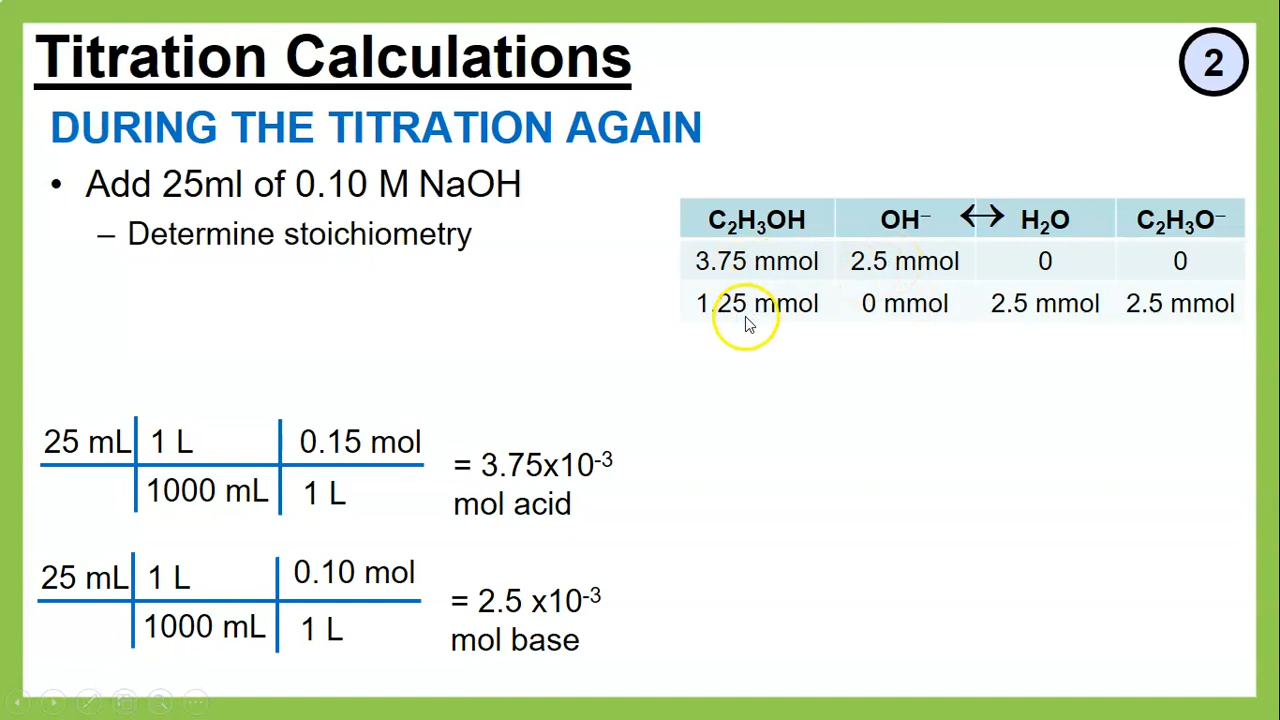 Titration Calculations
2
DURING THE TITRATION AGAIN
• Add 25ml of 0.10 M NaOH
– Determine stoichiometry
C₂H₃OH OH⁻ ↔ H₂O C₂H₃O⁻
3.75 mmol 2.5 mmol 0 0
1.25 mmol 0 mmol 2.5 mmol 2.5 mmol
25 mL 1 L 0.15 mol
1000 mL 1 L
= 3.75x10⁻³
mol acid
25 mL 1 L 0.10 mol
1000 mL 1 L
= 2.5 x10⁻³
mol base